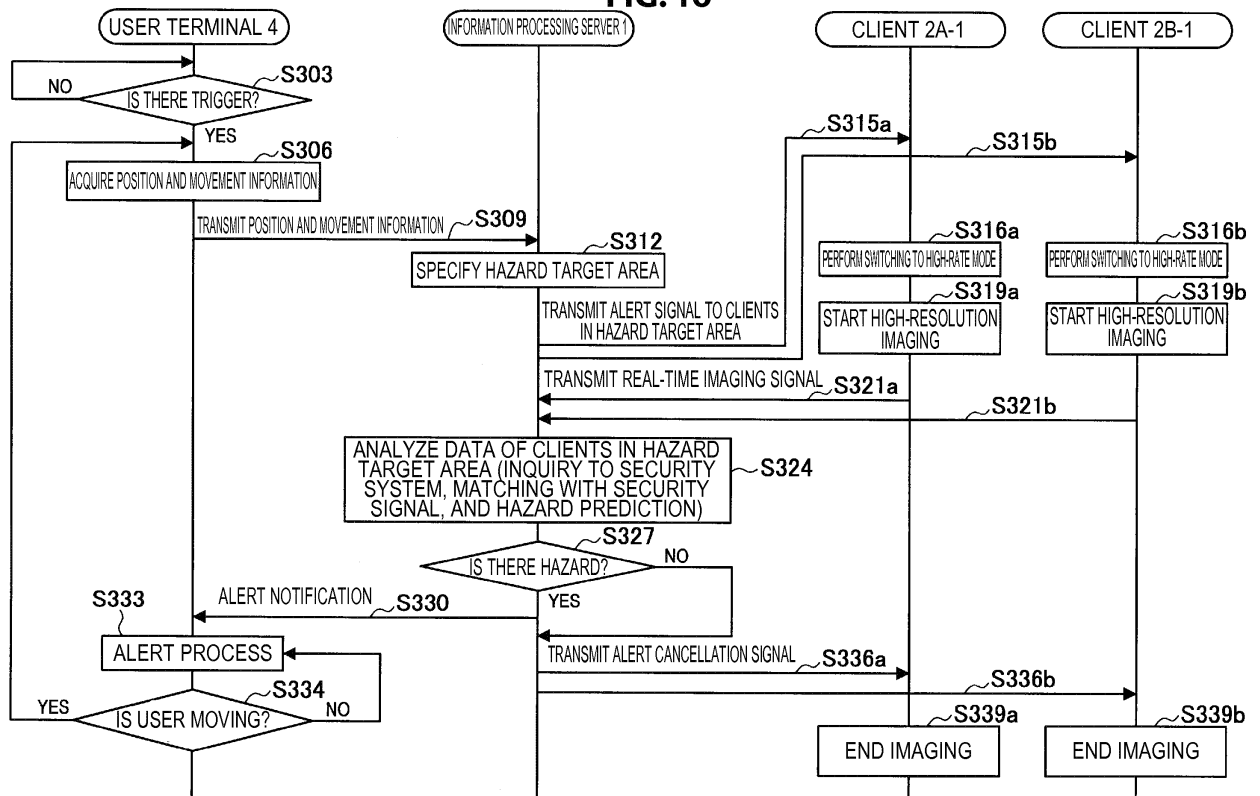 FIG. 10
USER TERMINAL 4
INFORMATION PROCESSING SERVER 1
CLIENT 2A-1
CLIENT 2B-1
S303
NO
IS THERE TRIGGER?
YES
S306
ACQUIRE POSITION AND MOVEMENT INFORMATION
TRANSMIT POSITION AND MOVEMENT INFORMATION
S309
S312
SPECIFY HAZARD TARGET AREA
S315a
S315b
TRANSMIT ALERT SIGNAL TO CLIENTS
IN HAZARD TARGET AREA
S316a
PERFORM SWITCHING TO HIGH-RATE MODE
S316b
PERFORM SWITCHING TO HIGH-RATE MODE
S319a
START HIGH-RESOLUTION
IMAGING
S319b
START HIGH-RESOLUTION
IMAGING
TRANSMIT REAL-TIME IMAGING SIGNAL
S321a
S321b
ANALYZE DATA OF CLIENTS IN HAZARD
TARGET AREA (INQUIRY TO SECURITY
SYSTEM, MATCHING WITH SECURITY
SIGNAL, AND HAZARD PREDICTION)
S324
S327
IS THERE HAZARD?
NO
YES
ALERT NOTIFICATION
S330
S333
ALERT PROCESS
TRANSMIT ALERT CANCELLATION SIGNAL
S336a
S336b
S334
YES
IS USER MOVING?
NO
S339a
END IMAGING
S339b
END IMAGING